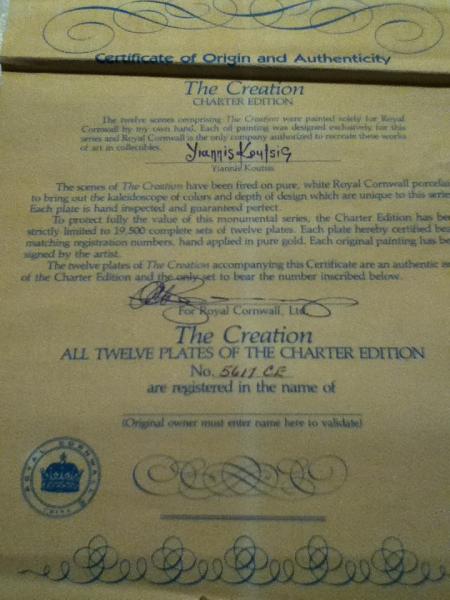 Certificate of Origin and Authenticity
The Creation
CHARTER EDITION
The twelve scenes comprising The Creation were painted solely for Royal
Cornwall by my own hand. Each oil painting was designed exclusively for this
series and Royal Cornwall is the only company authorized to recreate these works
of art in collectibles.
Yiannis Koutsis
Yiannis Koutsis
The scenes of The Creation have been fired on pure, white Royal Cornwall porcelai
to bring out the kaleidoscope of colors and depth of design which are unique to this serie
Each plate is hand inspected and guaranteed perfect.
To protect fully the value of this monumental series, the Charter Edition has bee
strictly limited to 19,500 complete sets of twelve plates. Each plate hereby certified bea
matching registration numbers, hand applied in pure gold. Each original painting has be
signed by the artist.
The twelve plates of The Creation accompanying this Certificate are an authentic is
of the Charter Edition and the only set to bear the number inscribed below.
For Royal Cornwall, Ltd.
The Creation
ALL TWELVE PLATES OF THE CHARTER EDITION
No. 5617 CE
are registered in the name of
(Original owner must enter name here to validate)
ROYAL CORNWALL